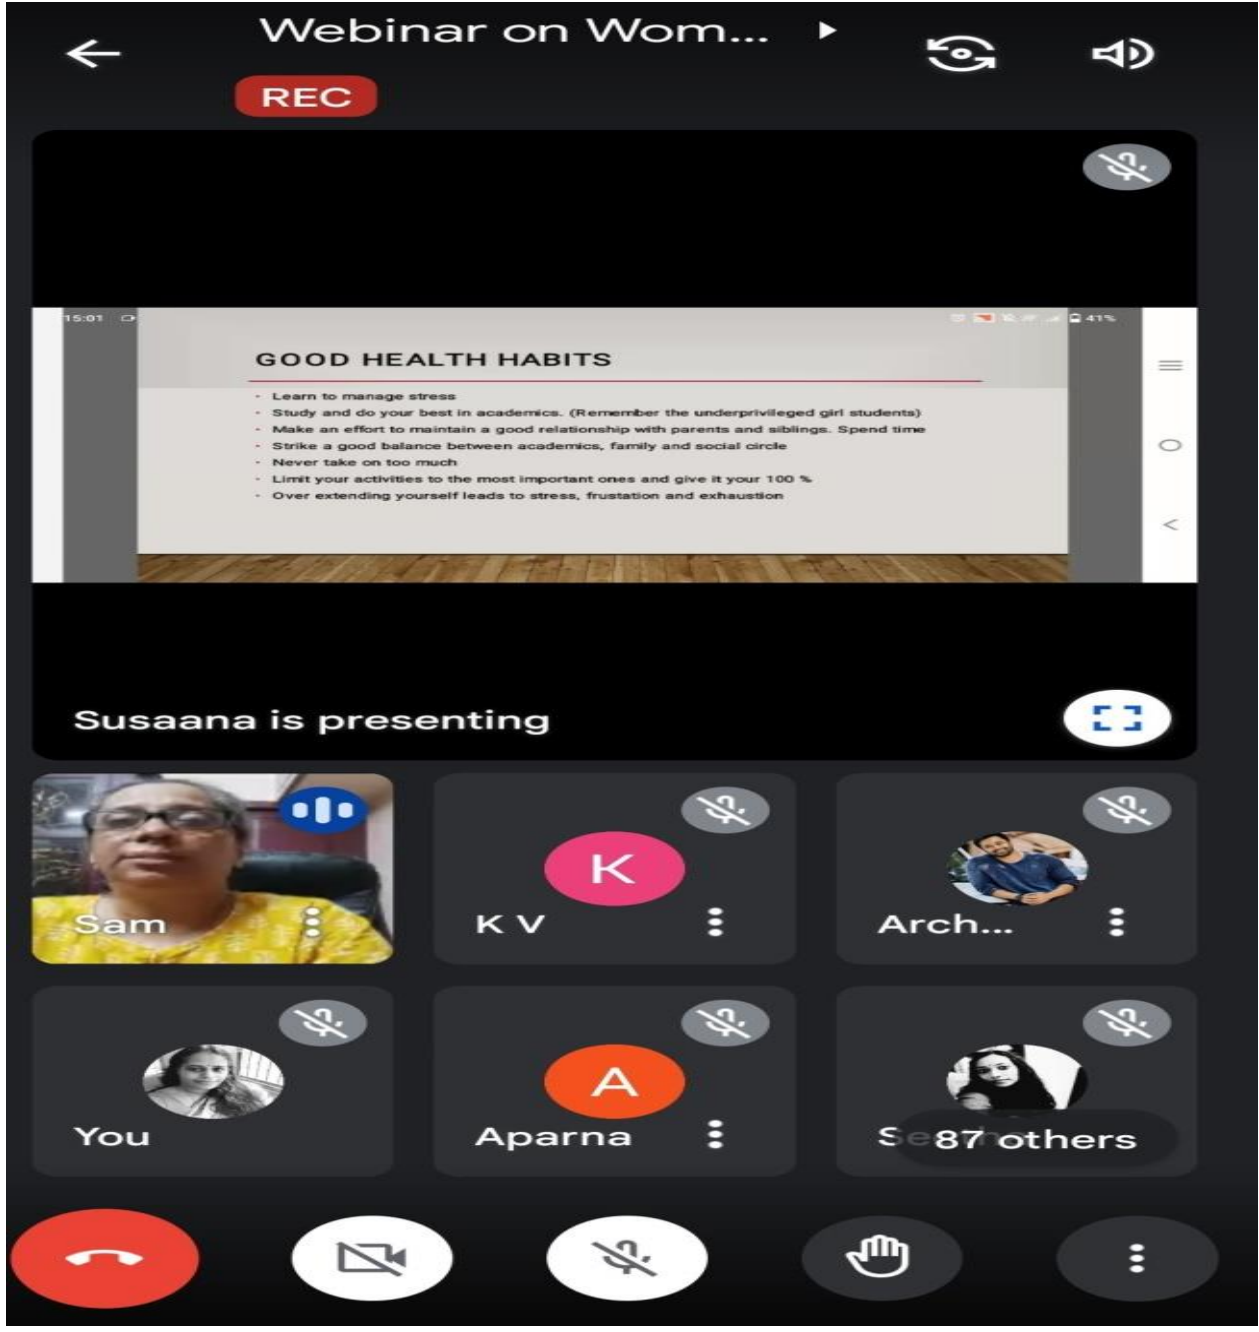 Webinar on Wom...
REC
15:01
41%
GOOD HEALTH HABITS
- Learn to manage stress
- Study and do your best in academics. (Remember the underprivileged girl students)
- Make an effort to maintain a good relationship with parents and siblings. Spend time
- Strike a good balance between academics, family and social circle
- Never take on too much
- Limit your activities to the most important ones and give it your 100 %
- Over extending yourself leads to stress, frustation and exhaustion
Susaana is presenting
Sam
K
K V
Arch...
You
A
Aparna
87 others